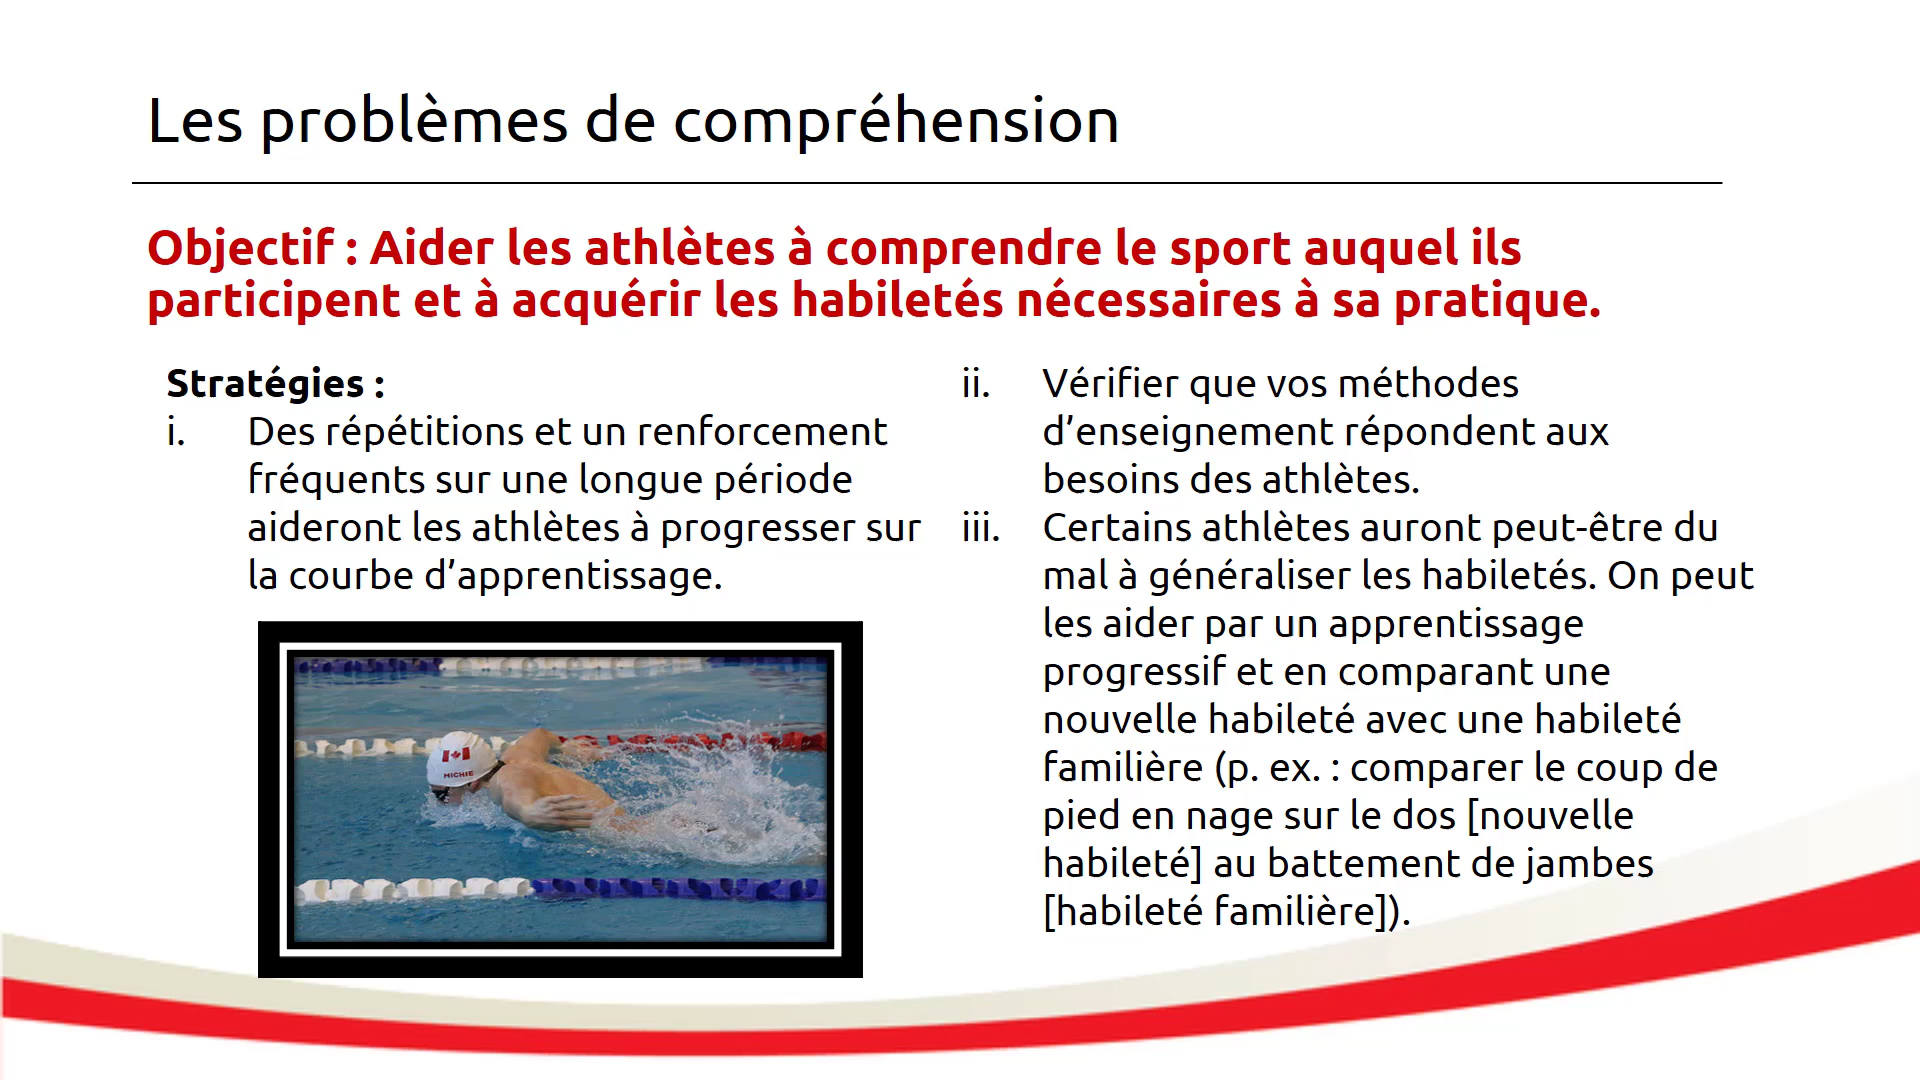 Les problèmes de compréhension
Objectif : Aider les athlètes à comprendre le sport auquel ils
participent et à acquérir les habiletés nécessaires à sa pratique.
Stratégies :
i. Des répétitions et un renforcement
fréquents sur une longue période
aideront les athlètes à progresser sur
la courbe d’apprentissage.
MICHIE
ii. Vérifier que vos méthodes
d’enseignement répondent aux
besoins des athlètes.
iii. Certains athlètes auront peut-être du
mal à généraliser les habiletés. On peut
les aider par un apprentissage
progressif et en comparant une
nouvelle habileté avec une habileté
familière (p. ex. : comparer le coup de
pied en nage sur le dos [nouvelle
habileté] au battement de jambes
[habileté familière]).